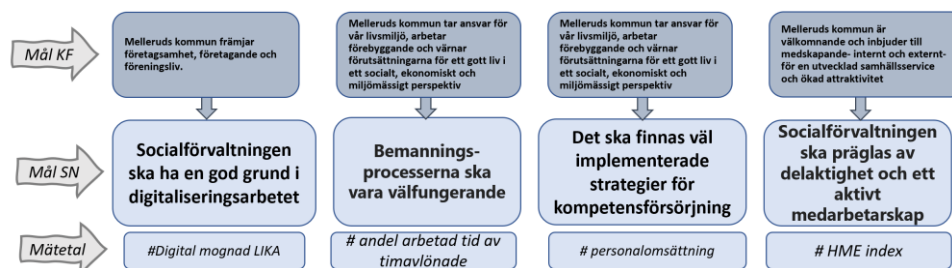 Mål KF
Melleruds kommun främjar
företagsamhet, företagande och
föreningsliv.
Melleruds kommun tar ansvar för
vår livsmiljö, arbetar
förebyggande och värnar
förutsättningarna för ett gott liv i
ett socialt, ekonomiskt och
miljömässigt perspektiv
Melleruds kommun tar ansvar för
vår livsmiljö, arbetar
förebyggande och värnar
förutsättningarna för ett gott liv i
ett socialt, ekonomiskt och
miljömässigt perspektiv
Melleruds kommun är
välkomnande och inbjuder till
medskapande- internt och externt-
för en utvecklad samhällsservice
och ökad attraktivitet
Mål SN
Socialförvaltningen
ska ha en god grund i
digitaliseringsarbetet
Bemannings-
processerna ska
vara välfungerande
Det ska finnas väl
implementerade
strategier för
kompetensförsörjning
Socialförvaltningen
ska präglas av
delaktighet och ett
aktivt
medarbetarskap
Mätetal
#Digital mognad LIKA
# andel arbetad tid av
timavlönade
# personalomsättning
# HME index